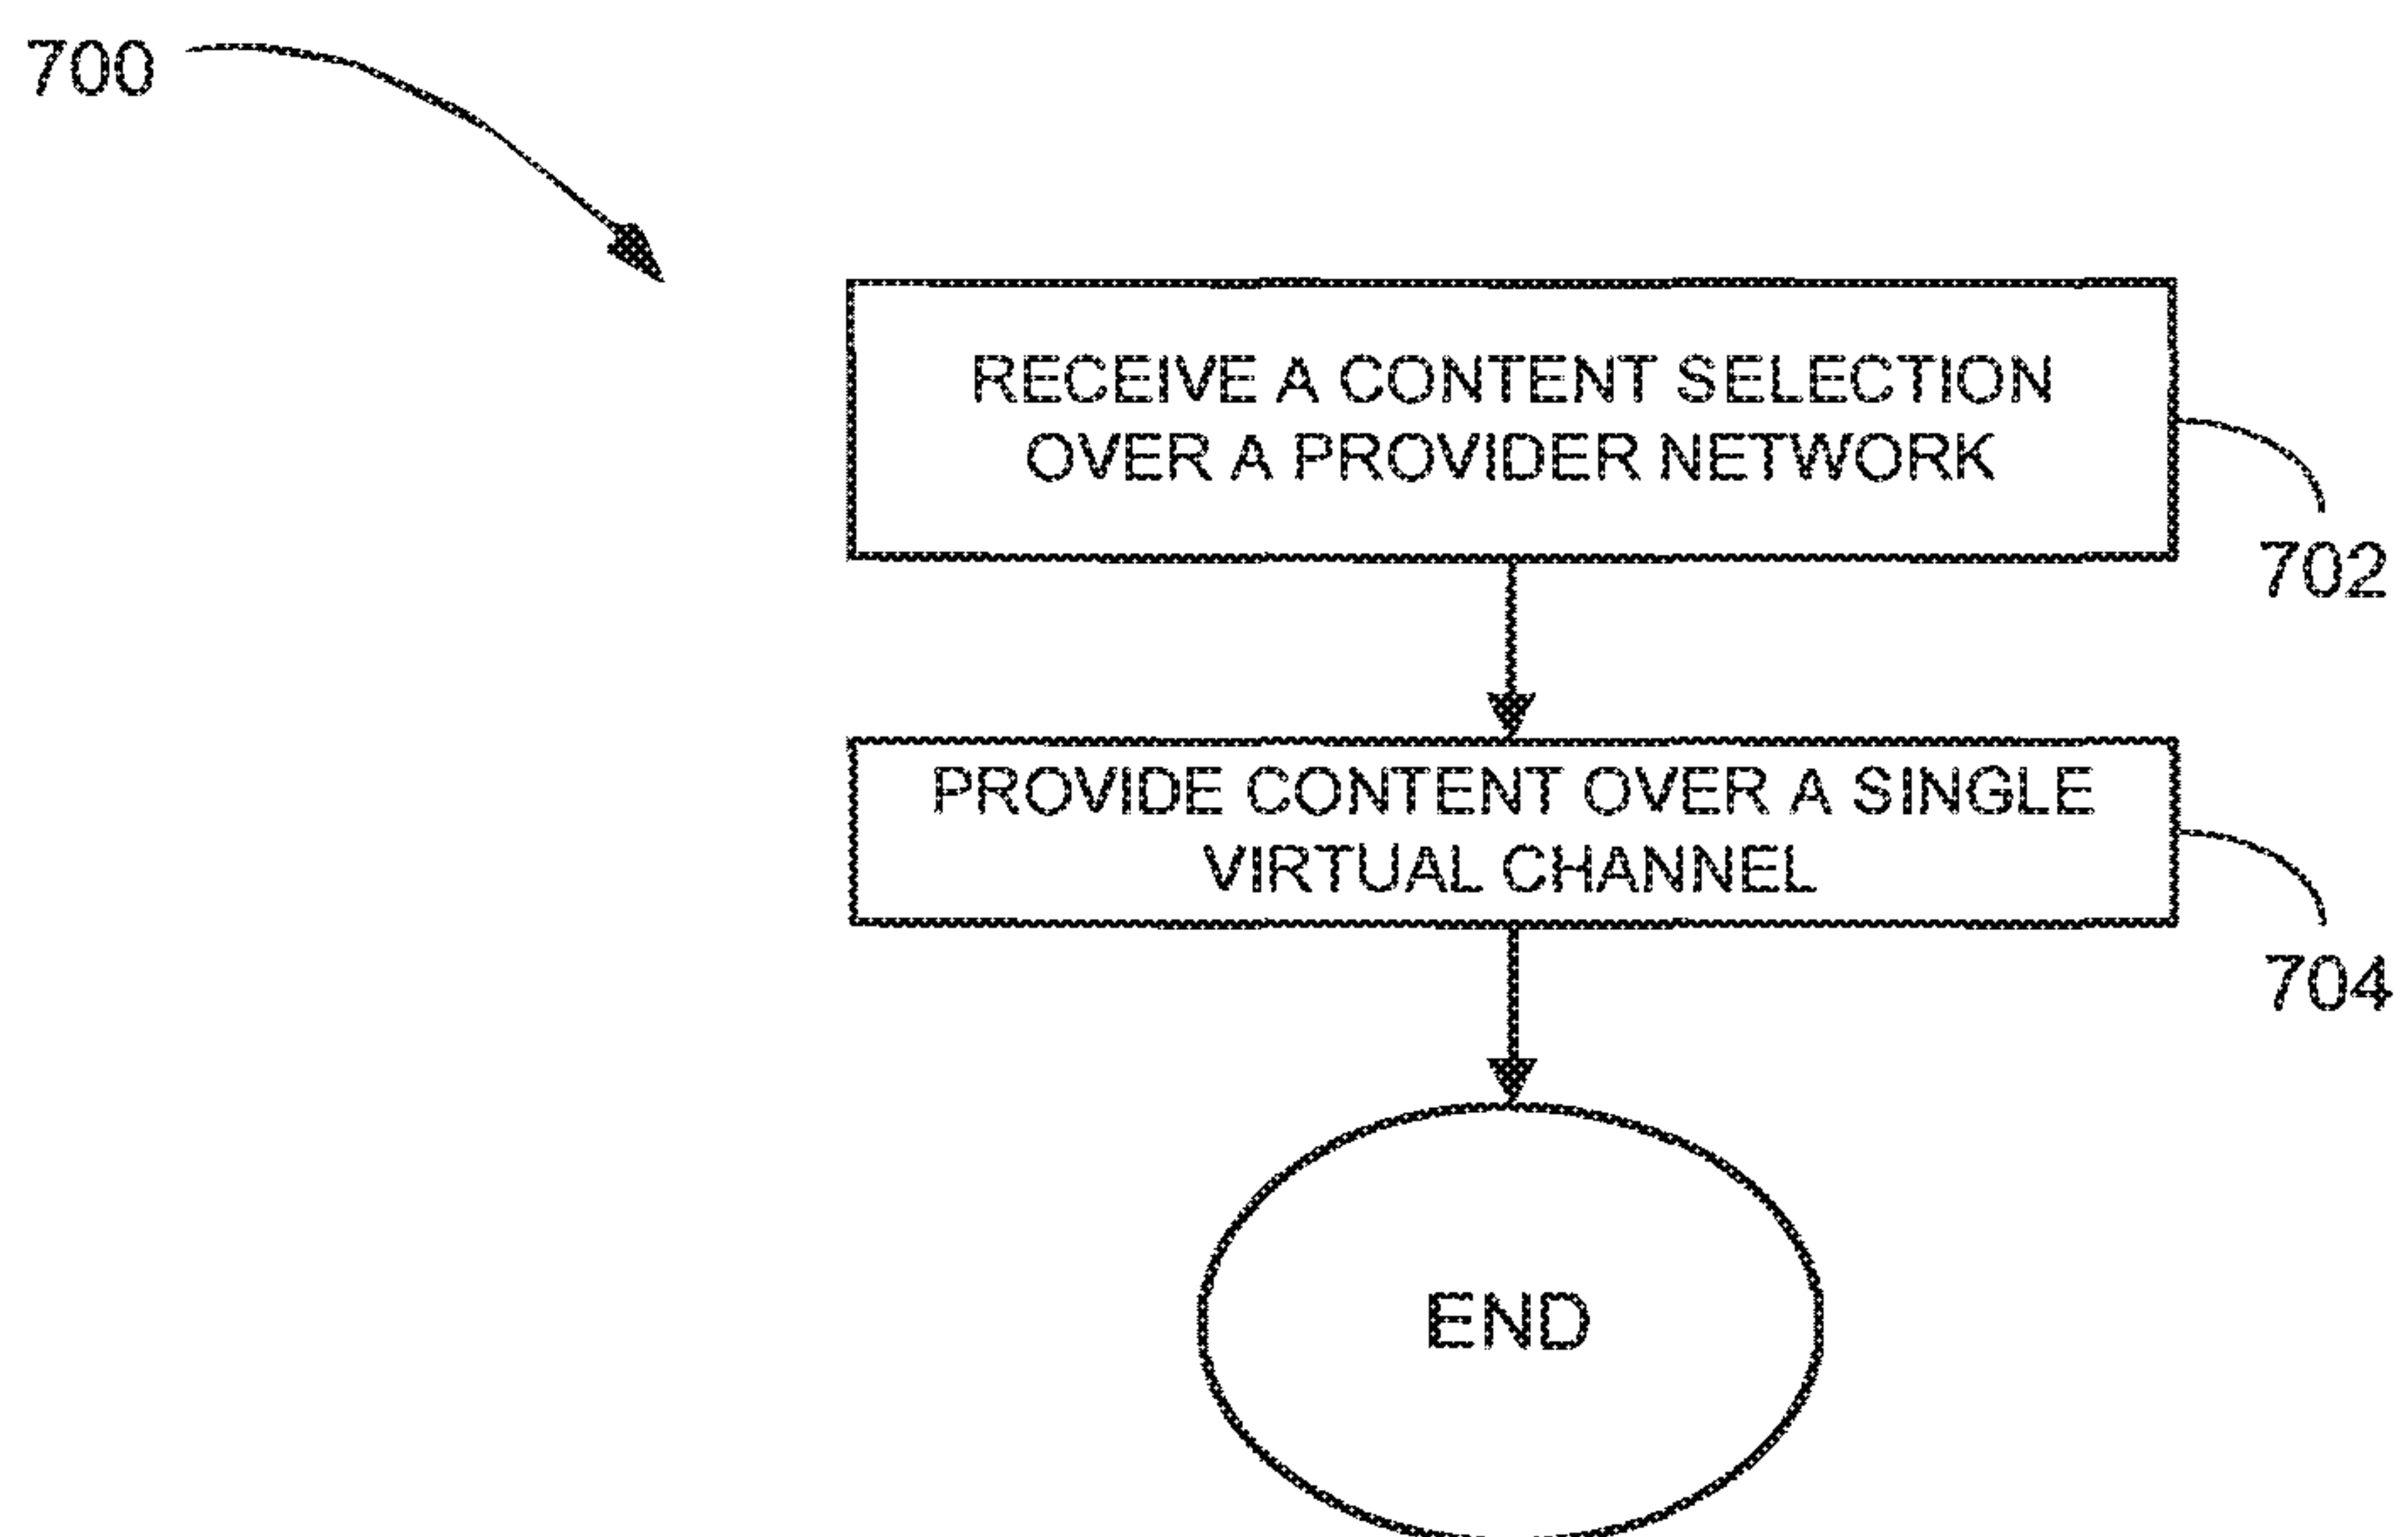 700
RECEIVE A CONTENT SELECTION
OVER A PROVIDER NETWORK
702
PROVIDE CONTENT OVER A SINGLE
VIRTUAL CHANNEL
704
END